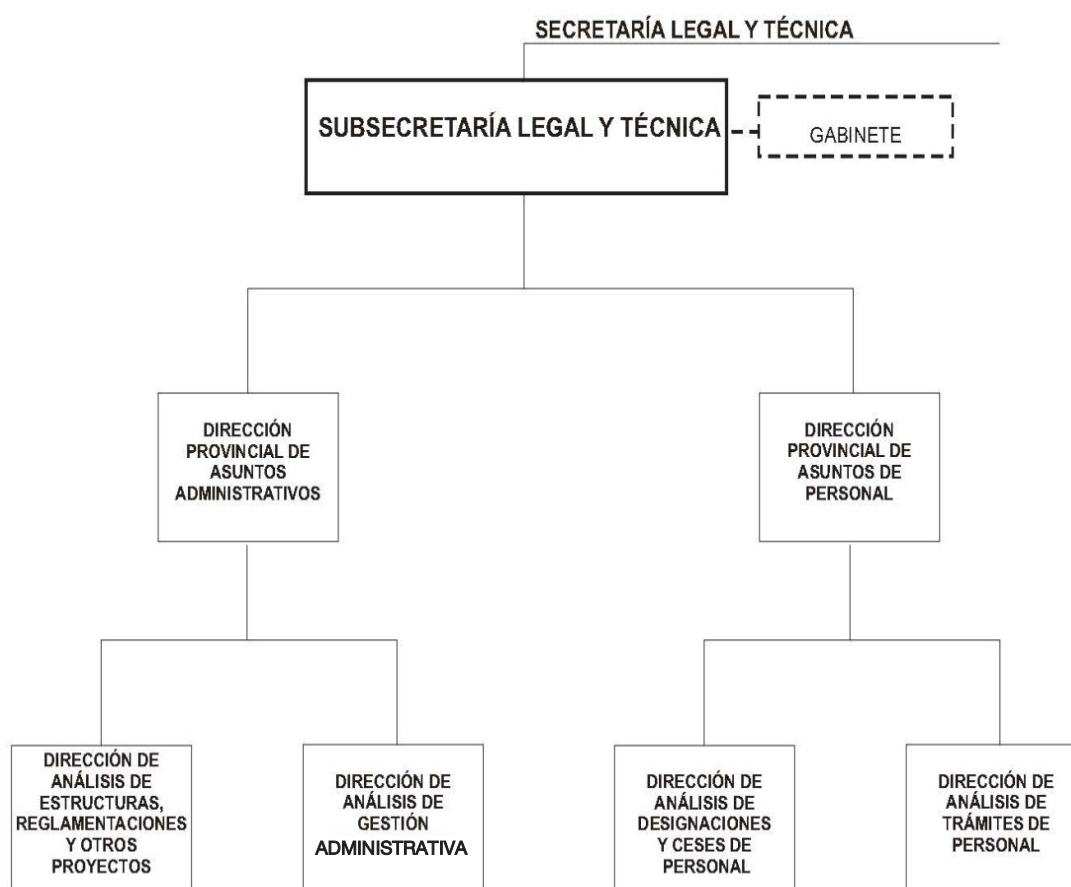 SECRETARÍA LEGAL Y TÉCNICA
SUBSECRETARÍA LEGAL Y TÉCNICA
GABINETE
DIRECCIÓN
PROVINCIAL DE
ASUNTOS
ADMINISTRATIVOS
DIRECCIÓN
PROVINCIAL DE
ASUNTOS DE
PERSONAL
DIRECCIÓN DE
ANÁLISIS DE
ESTRUCTURAS,
REGLAMENTACIONES
Y OTROS
PROYECTOS
DIRECCIÓN DE
ANÁLISIS DE
GESTIÓN
ADMINISTRATIVA
DIRECCIÓN DE
ANÁLISIS DE
DESIGNACIONES
Y CESES DE
PERSONAL
DIRECCIÓN DE
ANÁLISIS DE
TRÁMITES DE
PERSONAL